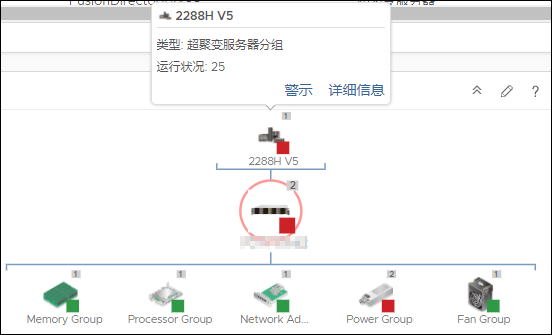 2288H V5
类型: 超聚变服务器分组
运行状况: 25
警示 详细信息
?
1
2288H V5
2
1 1 1 2 1
Memory Group Processor Group Network Ad... Power Group Fan Group